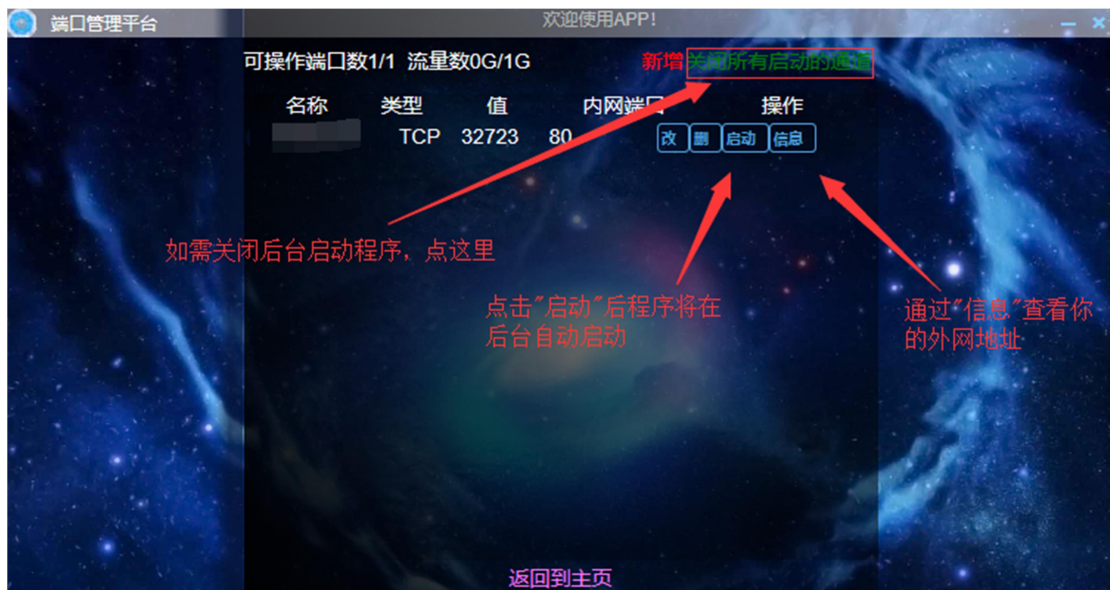 端口管理平台
欢迎使用APP!
可操作端口数1/1 流量数0G/1G
新增 关闭所有启动的通道
名称 类型 值 内网端口 操作
TCP 32723 80 改 删 启动 信息
如需关闭后台启动程序，点这里
点击"启动"后程序将在
后台自动启动
通过"信息"查看你
的外网地址
返回到主页